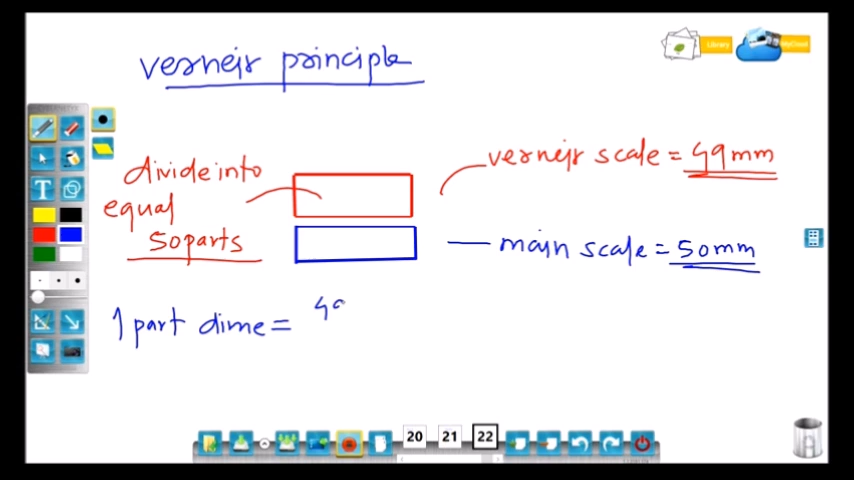 verneir principle
Library
MyCloud
divide into
equal
50parts
verneir scale = 49mm
main scale = 50mm
1 part dime = 49
20 21 22